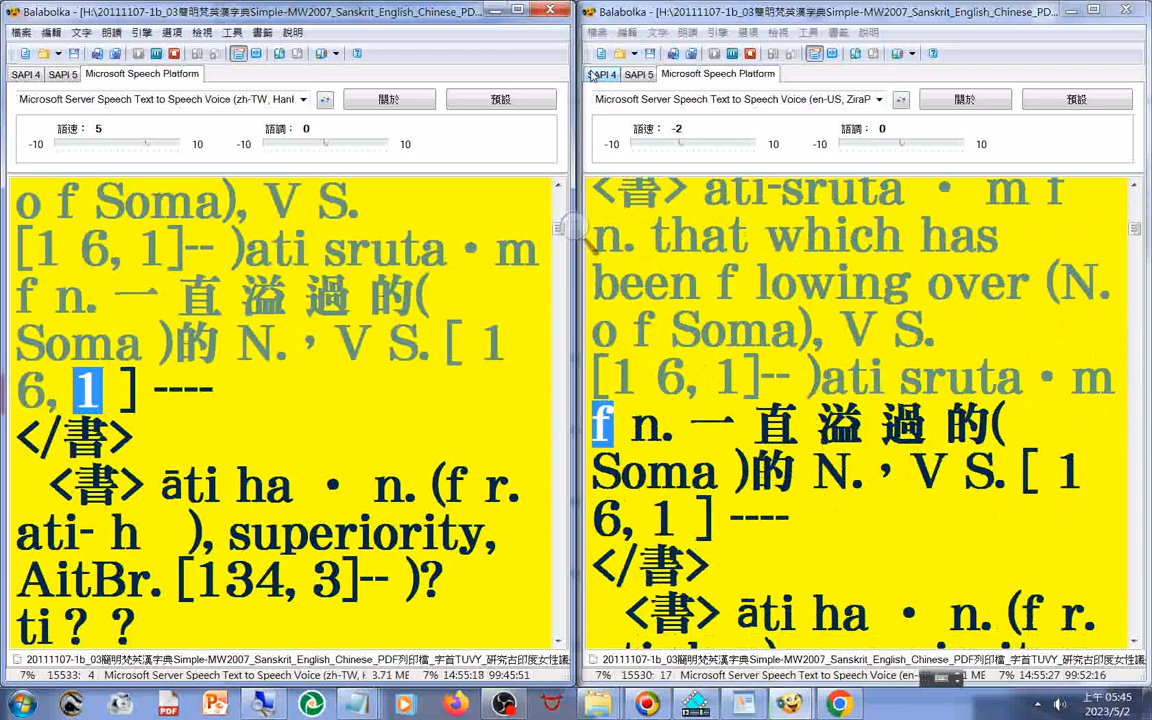 Balabolka - [H:\20111107-1b_03簡明梵英漢字典Simple-MW2007_Sanskrit_English_Chinese_PD...
檔案 編輯 文字 朗讀 引擎 選項 檢視 工具 書籤 說明
SAPI 4 SAPI 5 Microsoft Speech Platform
Microsoft Server Speech Text to Speech Voice (zh-TW, HanH
關於 預設
語速： 5 語調： 0
-10 10 -10 10
o f Soma), V S.
[1 6, 1]-- )ati sruta・m
f n. 一 直 溢 過 的(
Soma )的 N.，V S. [ 1
6, 1 ] ----
</書>
<書> āti ha ・ n. (f r.
ati- h ), superiority,
AitBr. [134, 3]-- )?
ti ? ?
20111107-1b_03簡明梵英漢字典Simple-MW2007_Sanskrit_English_Chinese_PDF列印檔_字首TUVY_研究古印度女性議
7% 15533: 4 Microsoft Server Speech Text to Speech Voice (zh-TW, 3.71 ME 7% 14:55:18 99:45:51
Balabolka - [H:\20111107-1b_03簡明梵英漢字典Simple-MW2007_Sanskrit_English_Chinese_PDF...
檔案 編輯 文字 朗讀 引擎 選項 檢視 工具 書籤 說明
SAPI 4 SAPI 5 Microsoft Speech Platform
Microsoft Server Speech Text to Speech Voice (en-US, ZiraP
關於 預設
語速： -2 語調： 0
-10 10 -10 10
<書> ati-sruta ・ m f
n. that which has
been f lowing over (N.
o f Soma), V S.
[1 6, 1]-- )ati sruta・m
f n. 一 直 溢 過 的(
Soma )的 N.，V S. [ 1
6, 1 ] ----
</書>
<書> āti ha ・ n. (f r.
20111107-1b_03簡明梵英漢字典Simple-MW2007_Sanskrit_English_Chinese_PDF列印檔_字首TUVY_研究古印度女性議
7% 15530: 17 Microsoft Server Speech Text to Speech Voice (en-U 7% 14:55:27 99:52:16
上午 05:45
2023/5/2